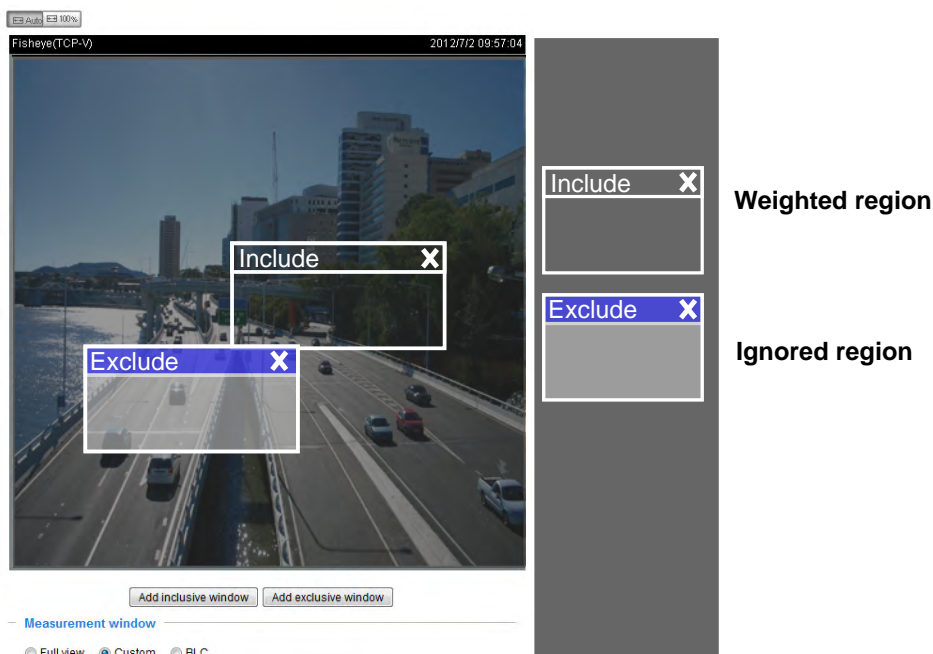 Auto 100%
Fisheye(TCP-V) 2012/7/2 09:57:04
Include
Weighted region
Include
Exclude
Ignored region
Exclude
Add inclusive window Add exclusive window
Measurement window
Full view Custom BLC